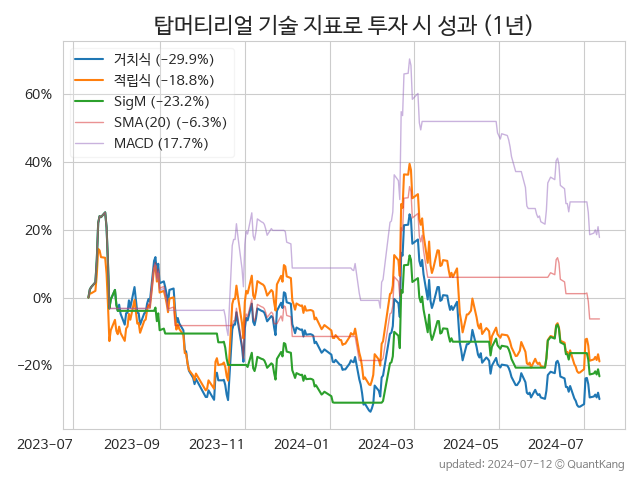 탑머티리얼 기술 지표로 투자 시 성과 (1년)
거치식 (−29.9%)
적립식 (−18.8%)
SigM (−23.2%)
SMA(20) (−6.3%)
MACD (17.7%)
60%
40%
20%
0%
−20%
2023-07 2023-09 2023-11 2024-01 2024-03 2024-05 2024-07
updated: 2024-07-12 © QuantKang